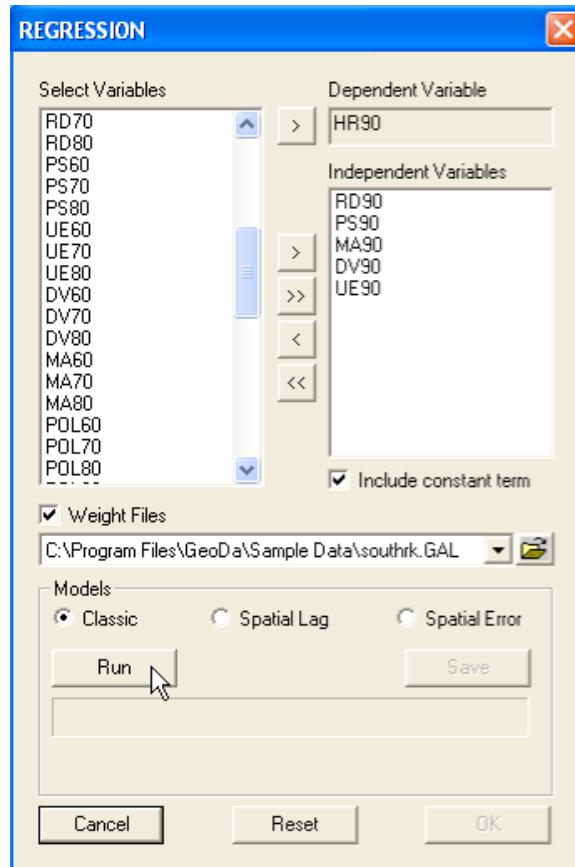 REGRESSION
Select Variables
RD70
RD80
PS60
PS70
PS80
UE60
UE70
UE80
DV60
DV70
DV80
MA60
MA70
MA80
POL60
POL70
POL80
>
>
>>
<
<<
Dependent Variable
HR90
Independent Variables
RD90
PS90
MA90
DV90
UE90
Include constant term
Weight Files
C:\Program Files\GeoDa\Sample Data\southrk.GAL
Models
Classic Spatial Lag Spatial Error
Run Save
Cancel Reset OK